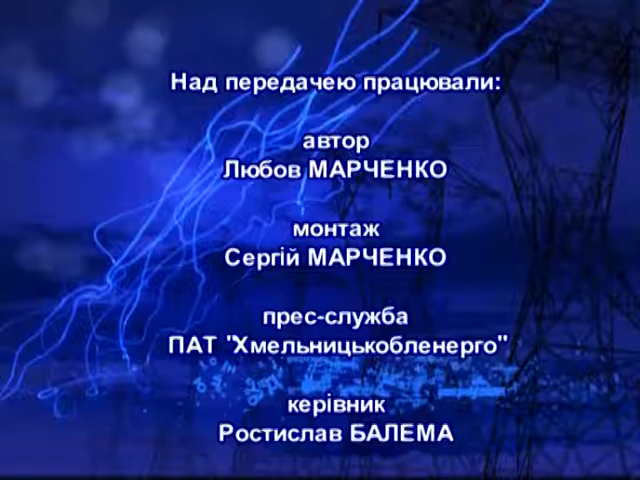 Над передачею працювали:
автор
Любов МАРЧЕНКО
монтаж
Сергій МАРЧЕНКО
прес-служба
ПАТ "Хмельницькобленерго"
керівник
Ростислав БАЛЕМА